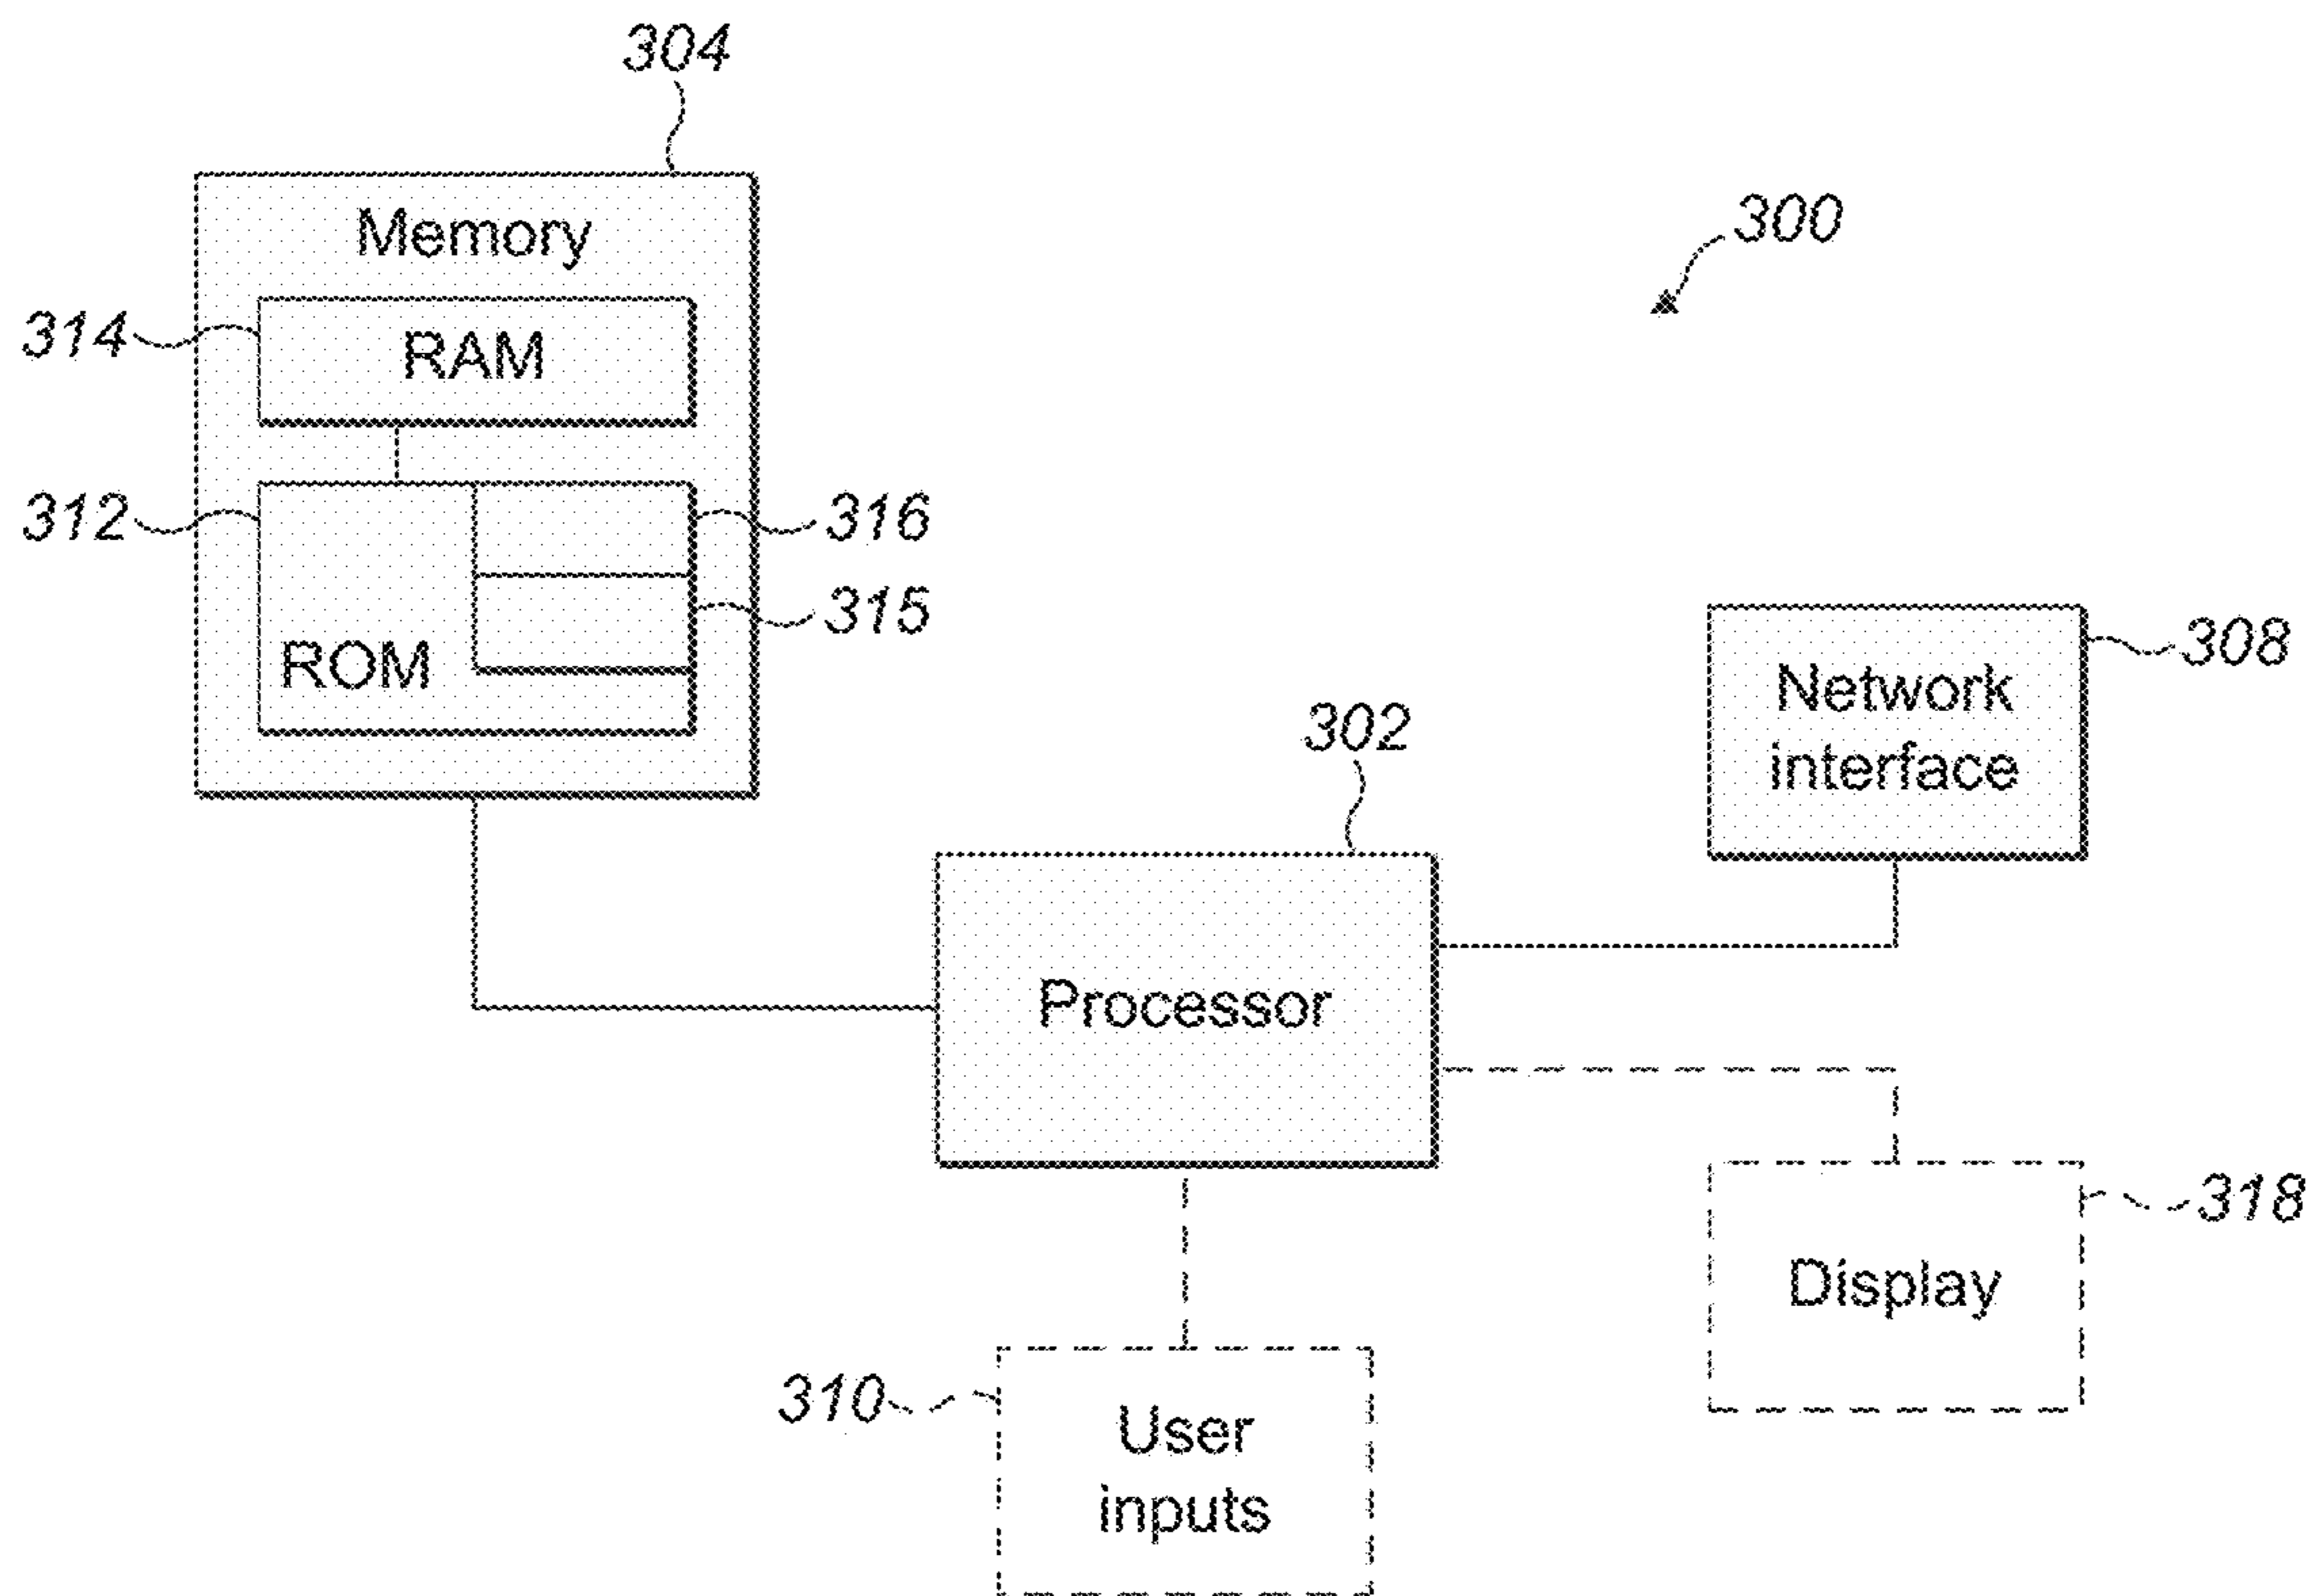 304
300
Memory
314
RAM
312
316
315
ROM
308
Network
interface
302
Processor
318
Display
310
User
inputs